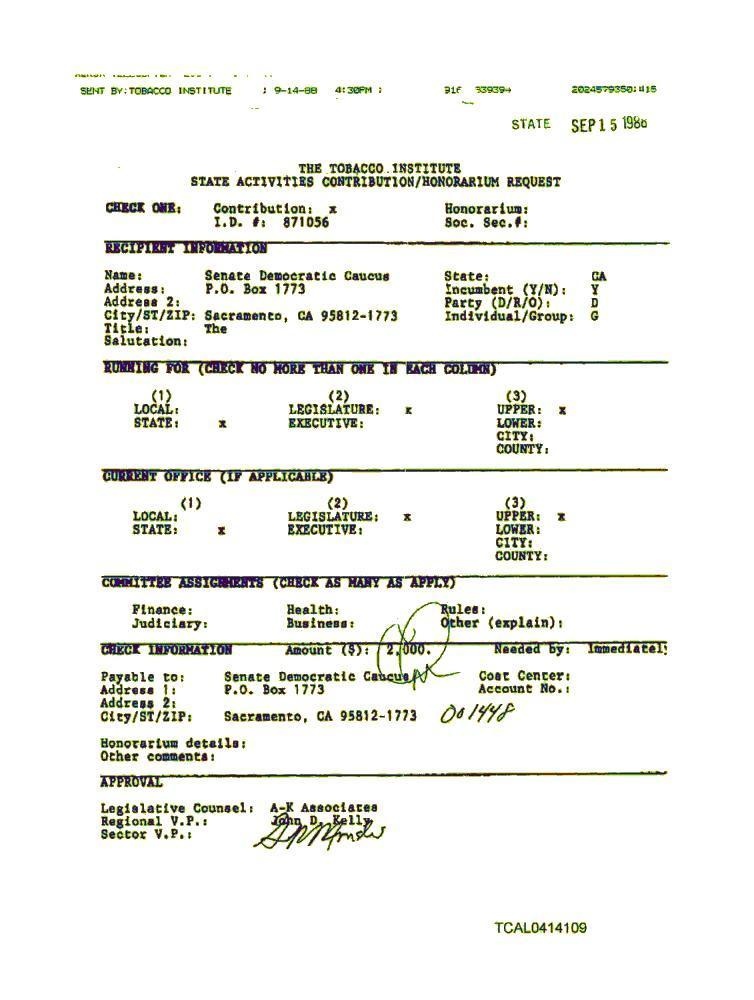 SENT BY: TOBACCO INSTITUTE ; 9-14-88 4:30PM ; 916 939394 2024579350;#15
STATE SEP 15 1988
THE TOBACCO INSTITUTE
STATE ACTIVITIES CONTRIBUTION/HONORARIUM REQUEST
CHECK ONE: Contribution: x Honorarium:
I.D. #: 871056 Soc. Sec.#:
RECIPIENT INFORMATION
Name: Senate Democratic Caucus State: CA
Address: P.O. Box 1773 Incumbent (Y/N): Y
Address 2: Party (D/R/O): D
City/ST/ZIP: Sacramento, CA 95812-1773 Individual/Group: G
Title: The
Salutation:
RUNNING FOR (CHECK NO MORE THAN ONE IN EACH COLUMN)
(1) (2) (3)
LOCAL: LEGISLATURE: x UPPER: x
STATE: x EXECUTIVE: LOWER:
CITY:
COUNTY:
CURRENT OFFICE (IF APPLICABLE)
(1) (2) (3)
LOCAL: LEGISLATURE: x UPPER: x
STATE: x EXECUTIVE: LOWER:
CITY:
COUNTY:
COMMITTEE ASSIGNMENTS (CHECK AS MANY AS APPLY)
Finance: Health: Rules:
Judiciary: Business: Other (explain):
CHECK INFORMATION Amount ($): 2,000. Needed by: Immediately
Payable to: Senate Democratic Caucus Cost Center:
Address 1: P.O. Box 1773 Account No.:
Address 2:
City/ST/ZIP: Sacramento, CA 95812-1773 001448
Honorarium details:
Other comments:
APPROVAL
Legislative Counsel: A-K Associates
Regional V.P.: John D. Kelly
Sector V.P.:
TCAL0414109